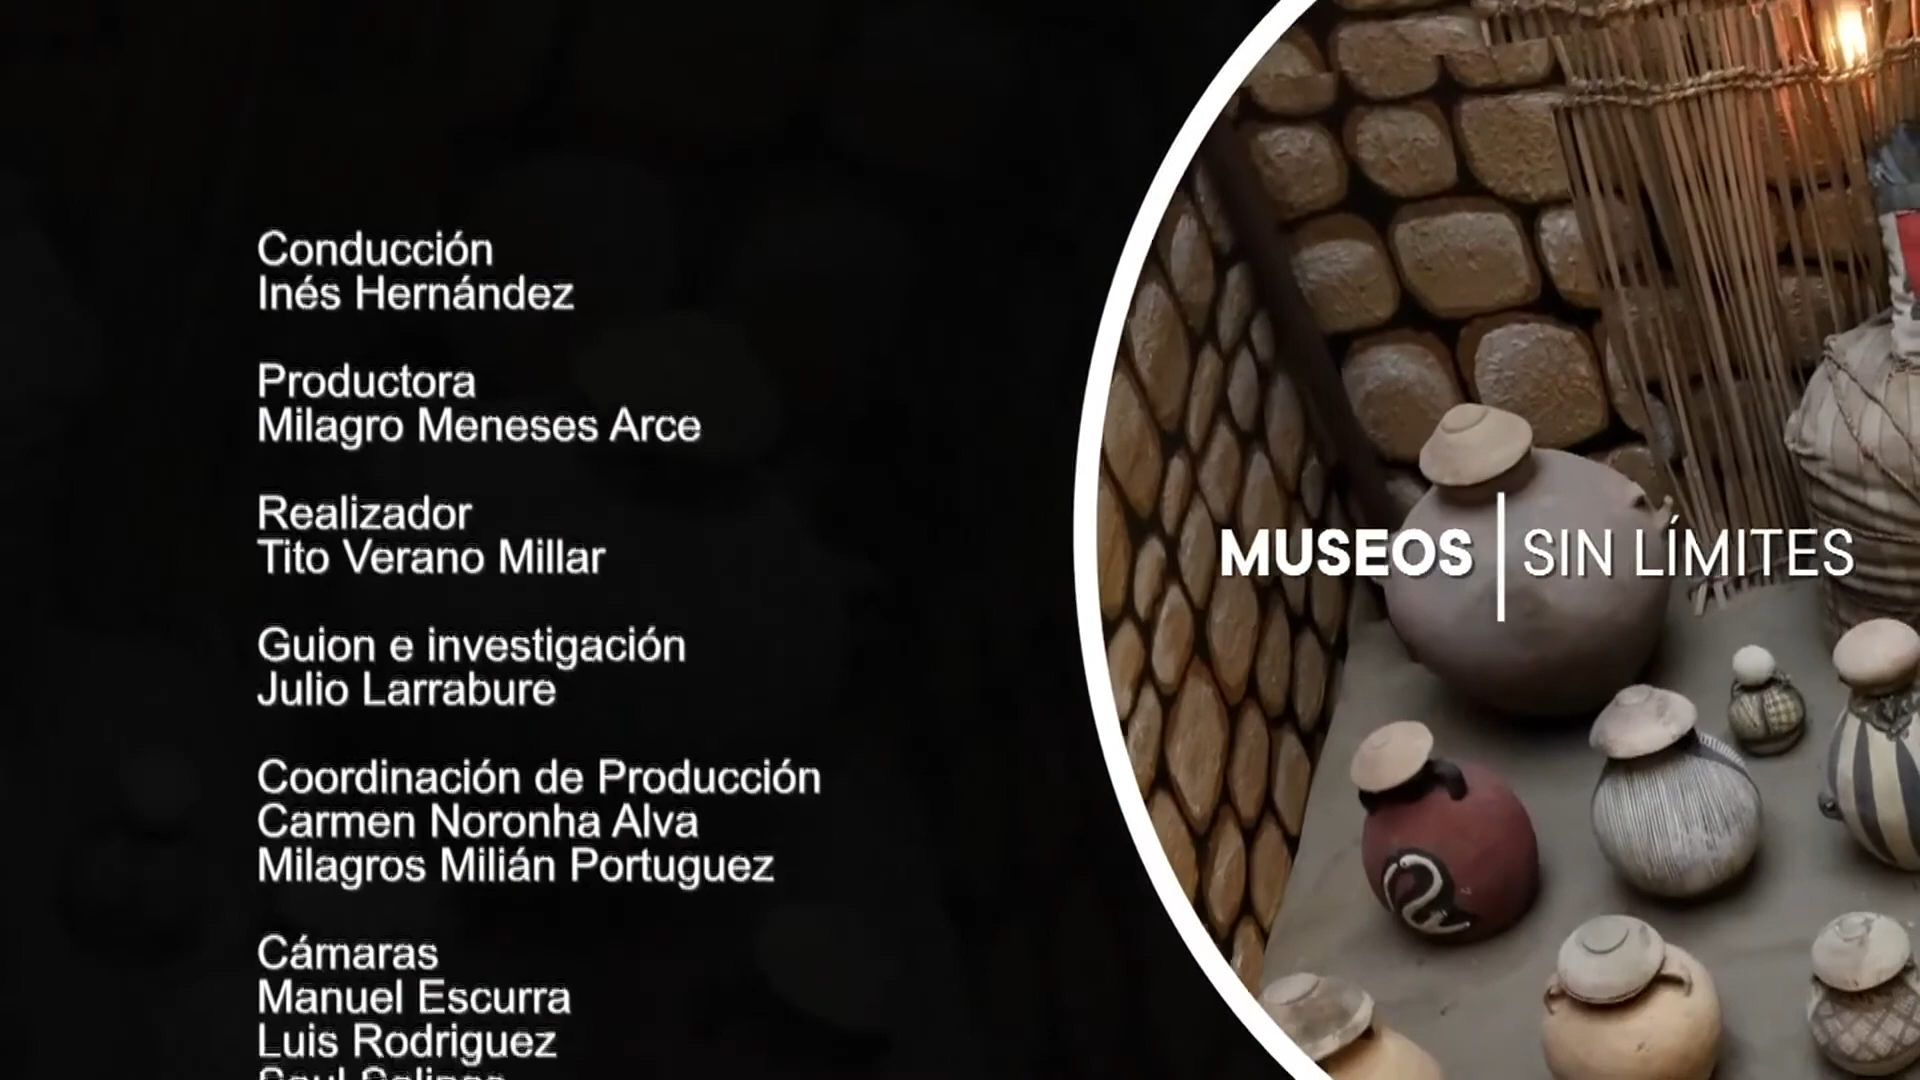 Conducción
Inés Hernández
Productora
Milagro Meneses Arce
Realizador
Tito Verano Millar
Guion e investigación
Julio Larrabure
Coordinación de Producción
Carmen Noronha Alva
Milagros Milián Portuguez
Cámaras
Manuel Escurra
Luis Rodriguez
MUSEOS | SIN LÍMITES